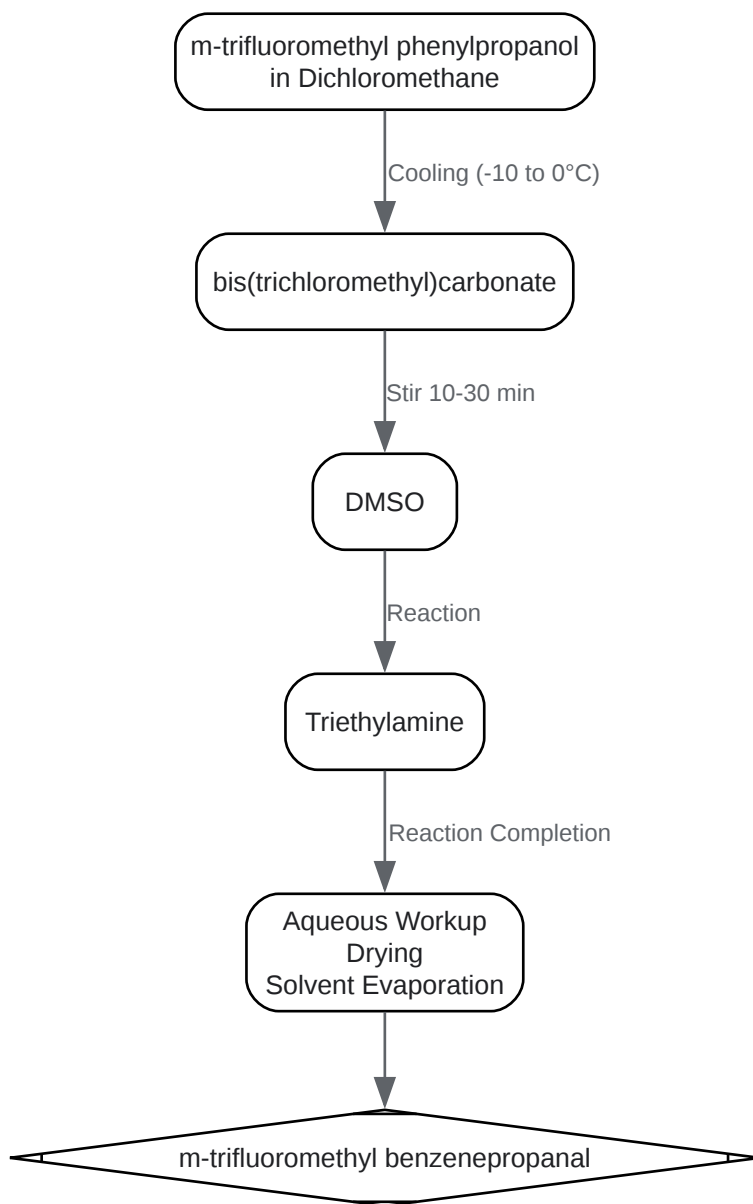 m-trifluoromethyl phenylpropanol
in Dichloromethane
Cooling (-10 to 0°C)
bis(trichloromethyl)carbonate
Stir 10-30 min
DMSO
Reaction
Triethylamine
Reaction Completion
Aqueous Workup
Drying
Solvent Evaporation
m-trifluoromethyl benzenepropanal